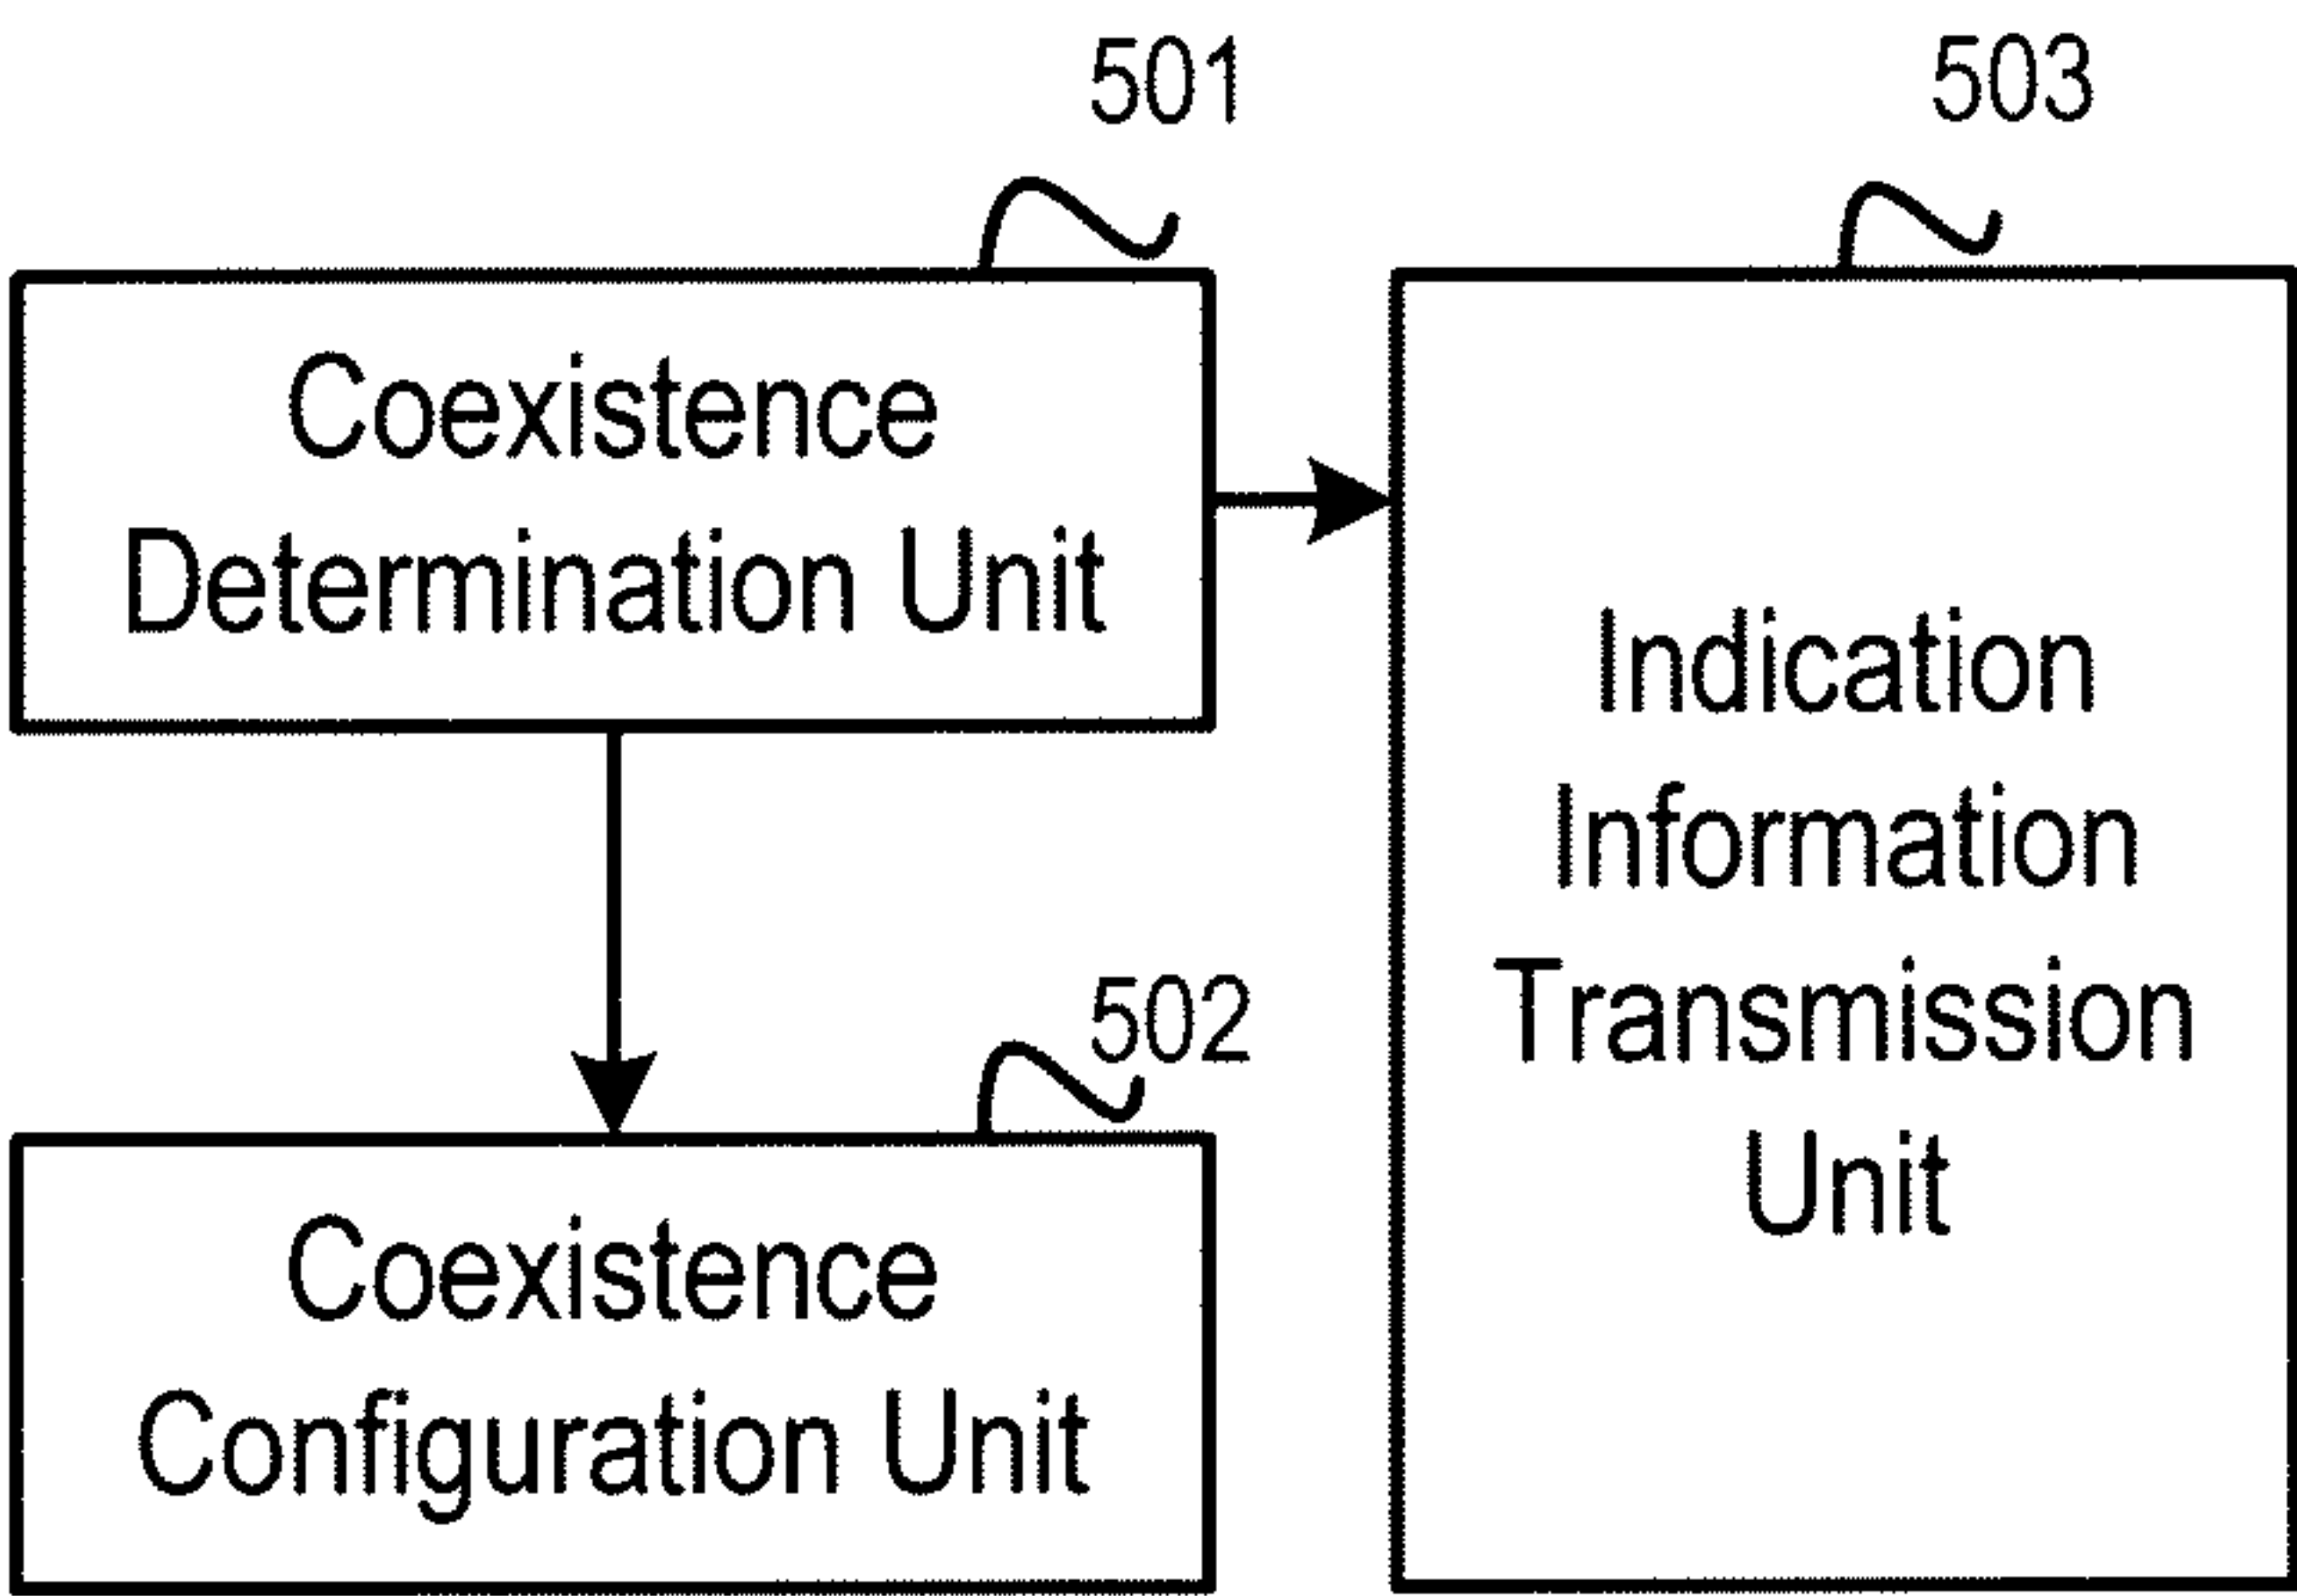 501
Coexistence
Determination Unit
502
Coexistence
Configuration Unit
503
Indication
Information
Transmission
Unit